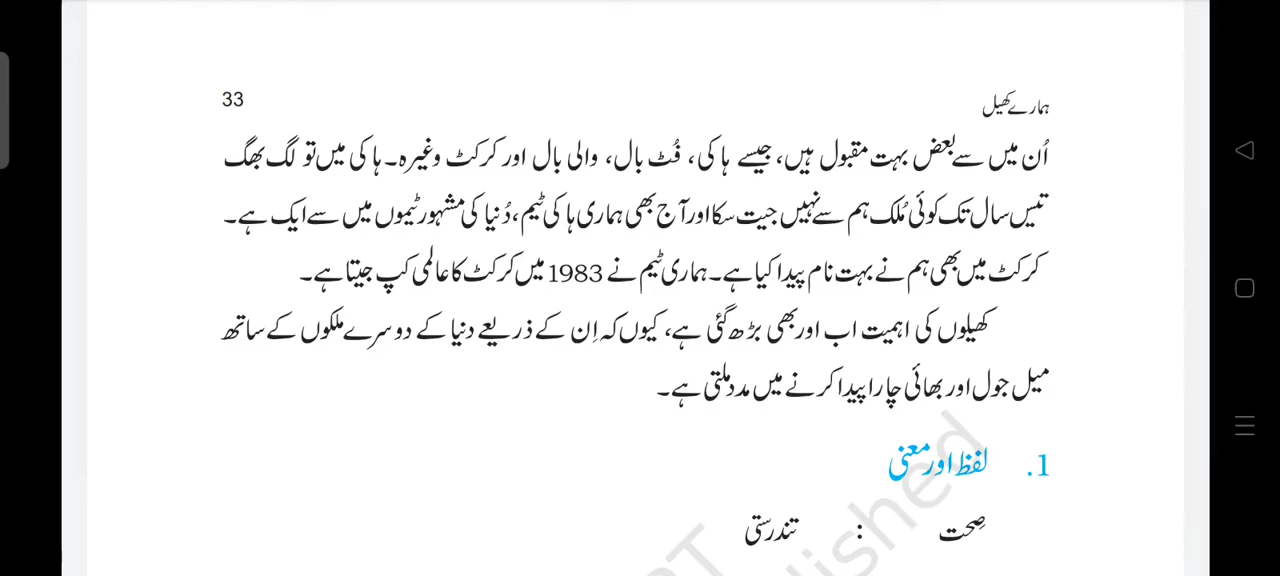 ہمارے کھیل 33
اُن میں سے بعض بہت مقبول ہیں، جیسے ہاکی، فُٹ بال، والی بال اور کرکٹ وغیرہ۔ ہاکی میں تو لگ بھگ
تیس سال تک کوئی مُلک ہم سے نہیں جیت سکا اور آج بھی ہماری ہاکی ٹیم، دُنیا کی مشہور ٹیموں میں سے ایک ہے۔
کرکٹ میں بھی ہم نے بہت نام پیدا کیا ہے۔ ہماری ٹیم نے 1983 میں کرکٹ کا عالمی کپ جیتا ہے۔
کھیلوں کی اہمیت اب اور بھی بڑھ گئی ہے، کیوں کہ اِن کے ذریعے دنیا کے دوسرے ملکوں کے ساتھ
میل جول اور بھائی چارا پیدا کرنے میں مدد ملتی ہے۔
1. لفظ اور معنی
صِحت : تندرستی